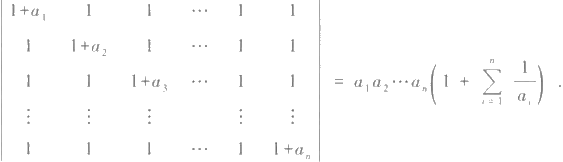 | 1+a₁ 1 1 ⋯ 1 1 |
| 1 1+a₂ 1 ⋯ 1 1 |
| 1 1 1+a₃ ⋯ 1 1 | = a₁a₂⋯aₙ(1 + ∑ᵢ₌₁ⁿ 1/aᵢ) .
| ⋮ ⋮ ⋮ ⋮ ⋮ |
| 1 1 1 ⋯ 1 1+aₙ |